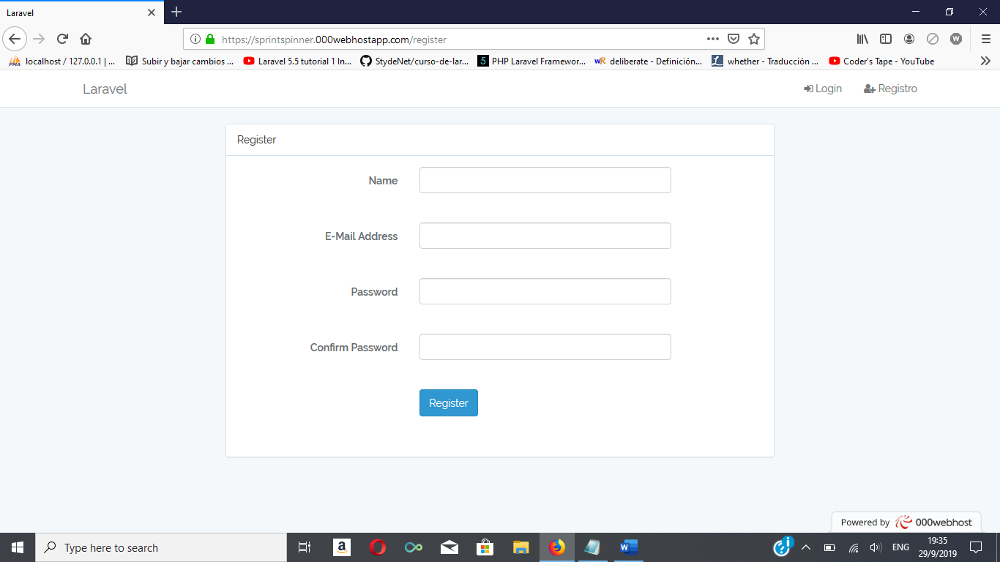 Laravel
https://sprintspinner.000webhostapp.com/register
localhost / 127.0.0.1 | ... Subir y bajar cambios ... Laravel 5.5 tutorial 1 In... StydeNet/curso-de-lar... PHP Laravel Framewor... deliberate - Definición... whether - Traducción ... Coder's Tape - YouTube
Laravel Login Registro
Register
Name
E-Mail Address
Password
Confirm Password
Register
Powered by 000webhost
Type here to search
ENG
19:35
29/9/2019